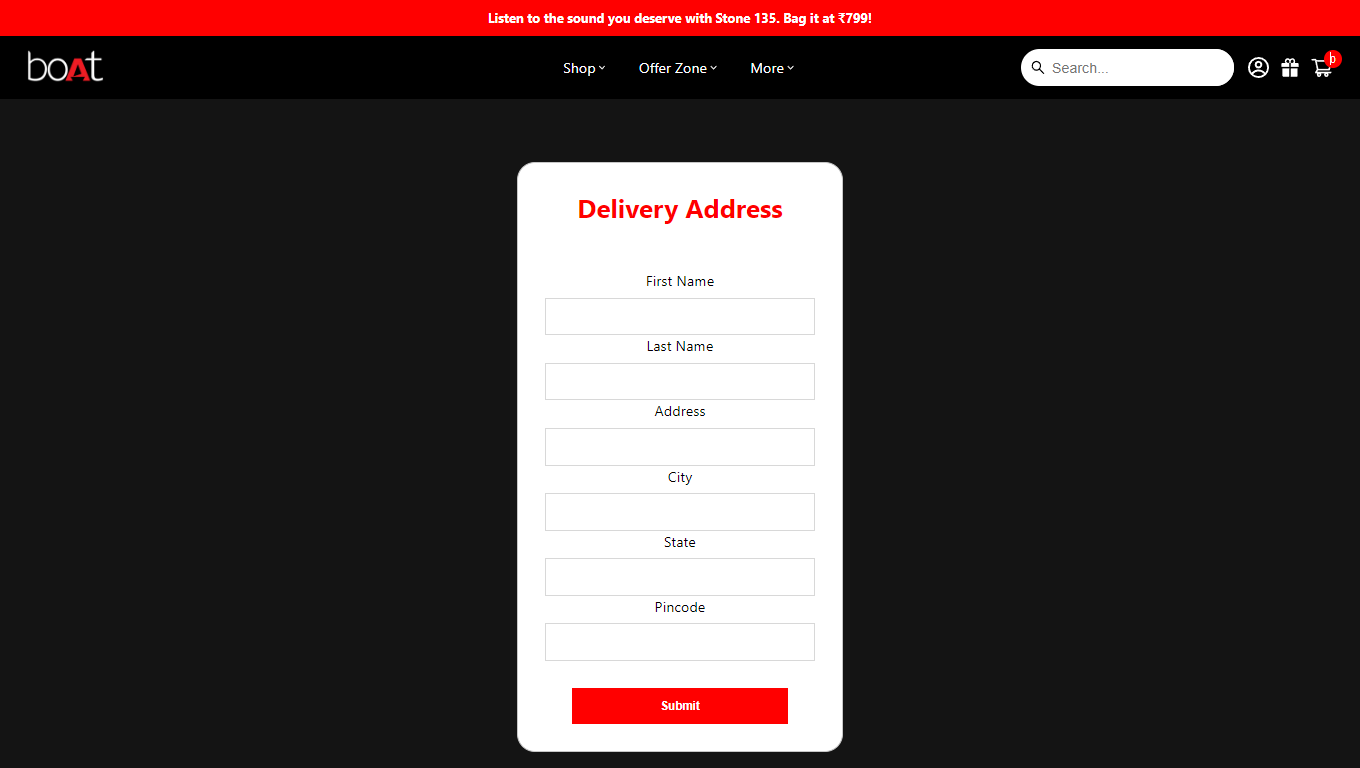 Listen to the sound you deserve with Stone 135. Bag it at ₹799!
boAt
Shop
Offer Zone
More
Search...
Delivery Address
First Name
Last Name
Address
City
State
Pincode
Submit